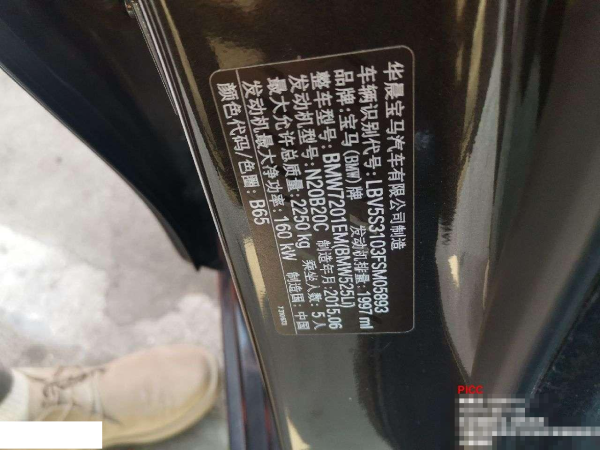 华晨宝马汽车有限公司制造
车辆识别代号: LBV5S3103FSM05893
品牌: 宝马(BMW)牌 发动机排量: 1997 ml
整车型号: BMW7201EM(BMW525Li)
发动机型号: N20B20C 制造年月: 2015.06
最大允许总质量: 2250 kg 乘坐人数: 5人
发动机最大净功率: 160 kW 制造国: 中国
颜色代码/色圈: B65
PICC